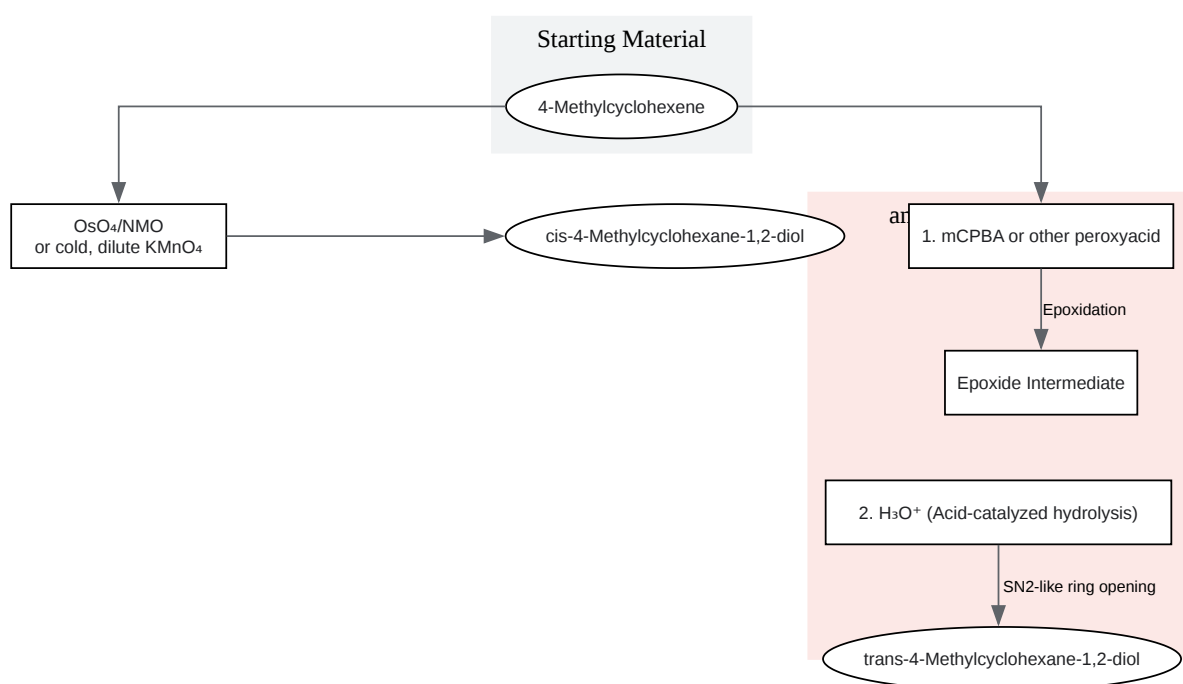 Starting Material
4-Methylcyclohexene
OsO₄/NMO
or cold, dilute KMnO₄
cis-4-Methylcyclohexane-1,2-diol
1. mCPBA or other peroxyacid
Epoxidation
Epoxide Intermediate
2. H₃O⁺ (Acid-catalyzed hydrolysis)
SN2-like ring opening
trans-4-Methylcyclohexane-1,2-diol